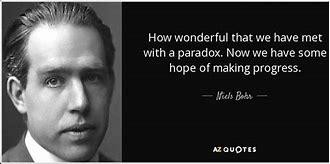 How wonderful that we have met
with a paradox. Now we have some
hope of making progress.
Niels Bohr
AZ QUOTES